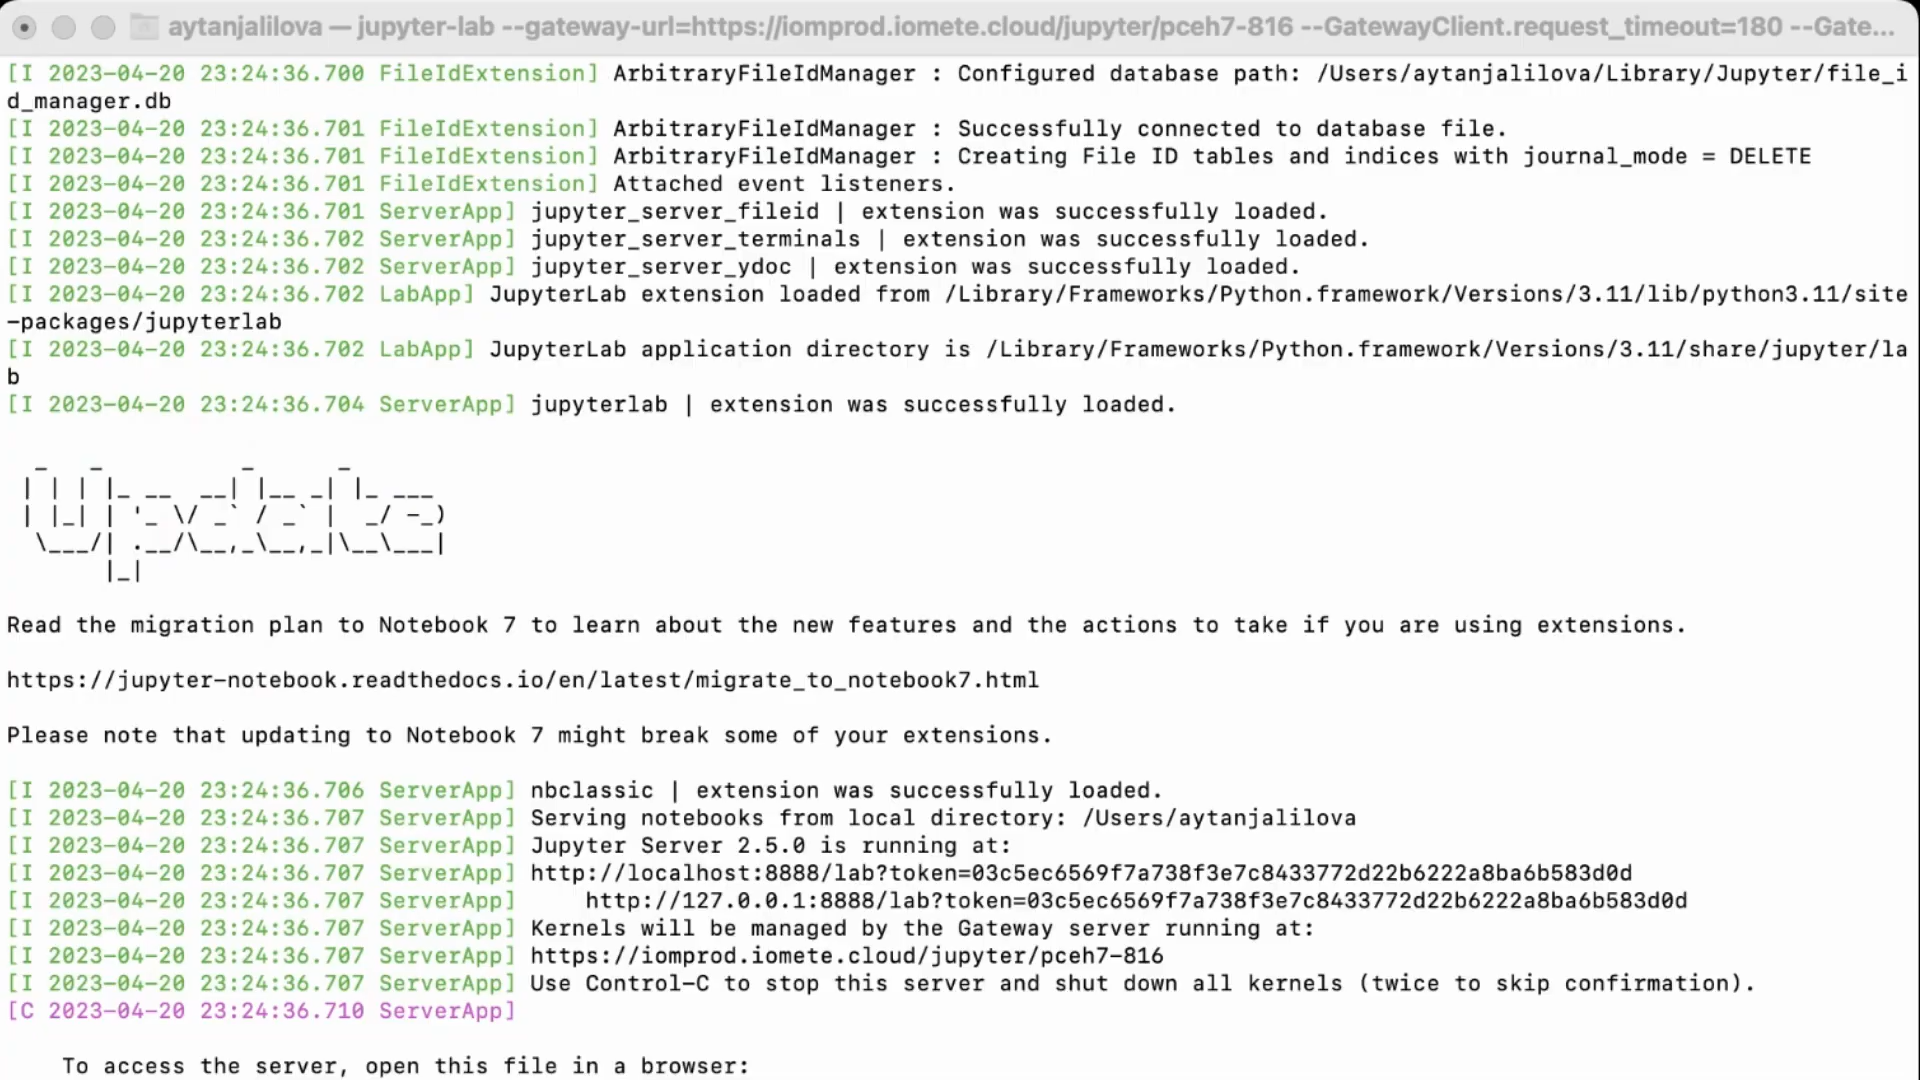 aytanjalilova — jupyter-lab --gateway-url=https://iomprod.iomete.cloud/jupyter/pceh7-816 --GatewayClient.request_timeout=180 --Gate...
[I 2023-04-20 23:24:36.700 FileIdExtension] ArbitraryFileIdManager : Configured database path: /Users/aytanjalilova/Library/Jupyter/file_i
d_manager.db
[I 2023-04-20 23:24:36.701 FileIdExtension] ArbitraryFileIdManager : Successfully connected to database file.
[I 2023-04-20 23:24:36.701 FileIdExtension] ArbitraryFileIdManager : Creating File ID tables and indices with journal_mode = DELETE
[I 2023-04-20 23:24:36.701 FileIdExtension] Attached event listeners.
[I 2023-04-20 23:24:36.701 ServerApp] jupyter_server_fileid | extension was successfully loaded.
[I 2023-04-20 23:24:36.702 ServerApp] jupyter_server_terminals | extension was successfully loaded.
[I 2023-04-20 23:24:36.702 ServerApp] jupyter_server_ydoc | extension was successfully loaded.
[I 2023-04-20 23:24:36.702 LabApp] JupyterLab extension loaded from /Library/Frameworks/Python.framework/Versions/3.11/lib/python3.11/site
-packages/jupyterlab
[I 2023-04-20 23:24:36.702 LabApp] JupyterLab application directory is /Library/Frameworks/Python.framework/Versions/3.11/share/jupyter/la
b
[I 2023-04-20 23:24:36.704 ServerApp] jupyterlab | extension was successfully loaded.
Update
Read the migration plan to Notebook 7 to learn about the new features and the actions to take if you are using extensions.
https://jupyter-notebook.readthedocs.io/en/latest/migrate_to_notebook7.html
Please note that updating to Notebook 7 might break some of your extensions.
[I 2023-04-20 23:24:36.706 ServerApp] nbclassic | extension was successfully loaded.
[I 2023-04-20 23:24:36.707 ServerApp] Serving notebooks from local directory: /Users/aytanjalilova
[I 2023-04-20 23:24:36.707 ServerApp] Jupyter Server 2.5.0 is running at:
[I 2023-04-20 23:24:36.707 ServerApp] http://localhost:8888/lab?token=03c5ec6569f7a738f3e7c8433772d22b6222a8ba6b583d0d
[I 2023-04-20 23:24:36.707 ServerApp]     http://127.0.0.1:8888/lab?token=03c5ec6569f7a738f3e7c8433772d22b6222a8ba6b583d0d
[I 2023-04-20 23:24:36.707 ServerApp] Kernels will be managed by the Gateway server running at:
[I 2023-04-20 23:24:36.707 ServerApp] https://iomprod.iomete.cloud/jupyter/pceh7-816
[I 2023-04-20 23:24:36.707 ServerApp] Use Control-C to stop this server and shut down all kernels (twice to skip confirmation).
[C 2023-04-20 23:24:36.710 ServerApp]
To access the server, open this file in a browser: